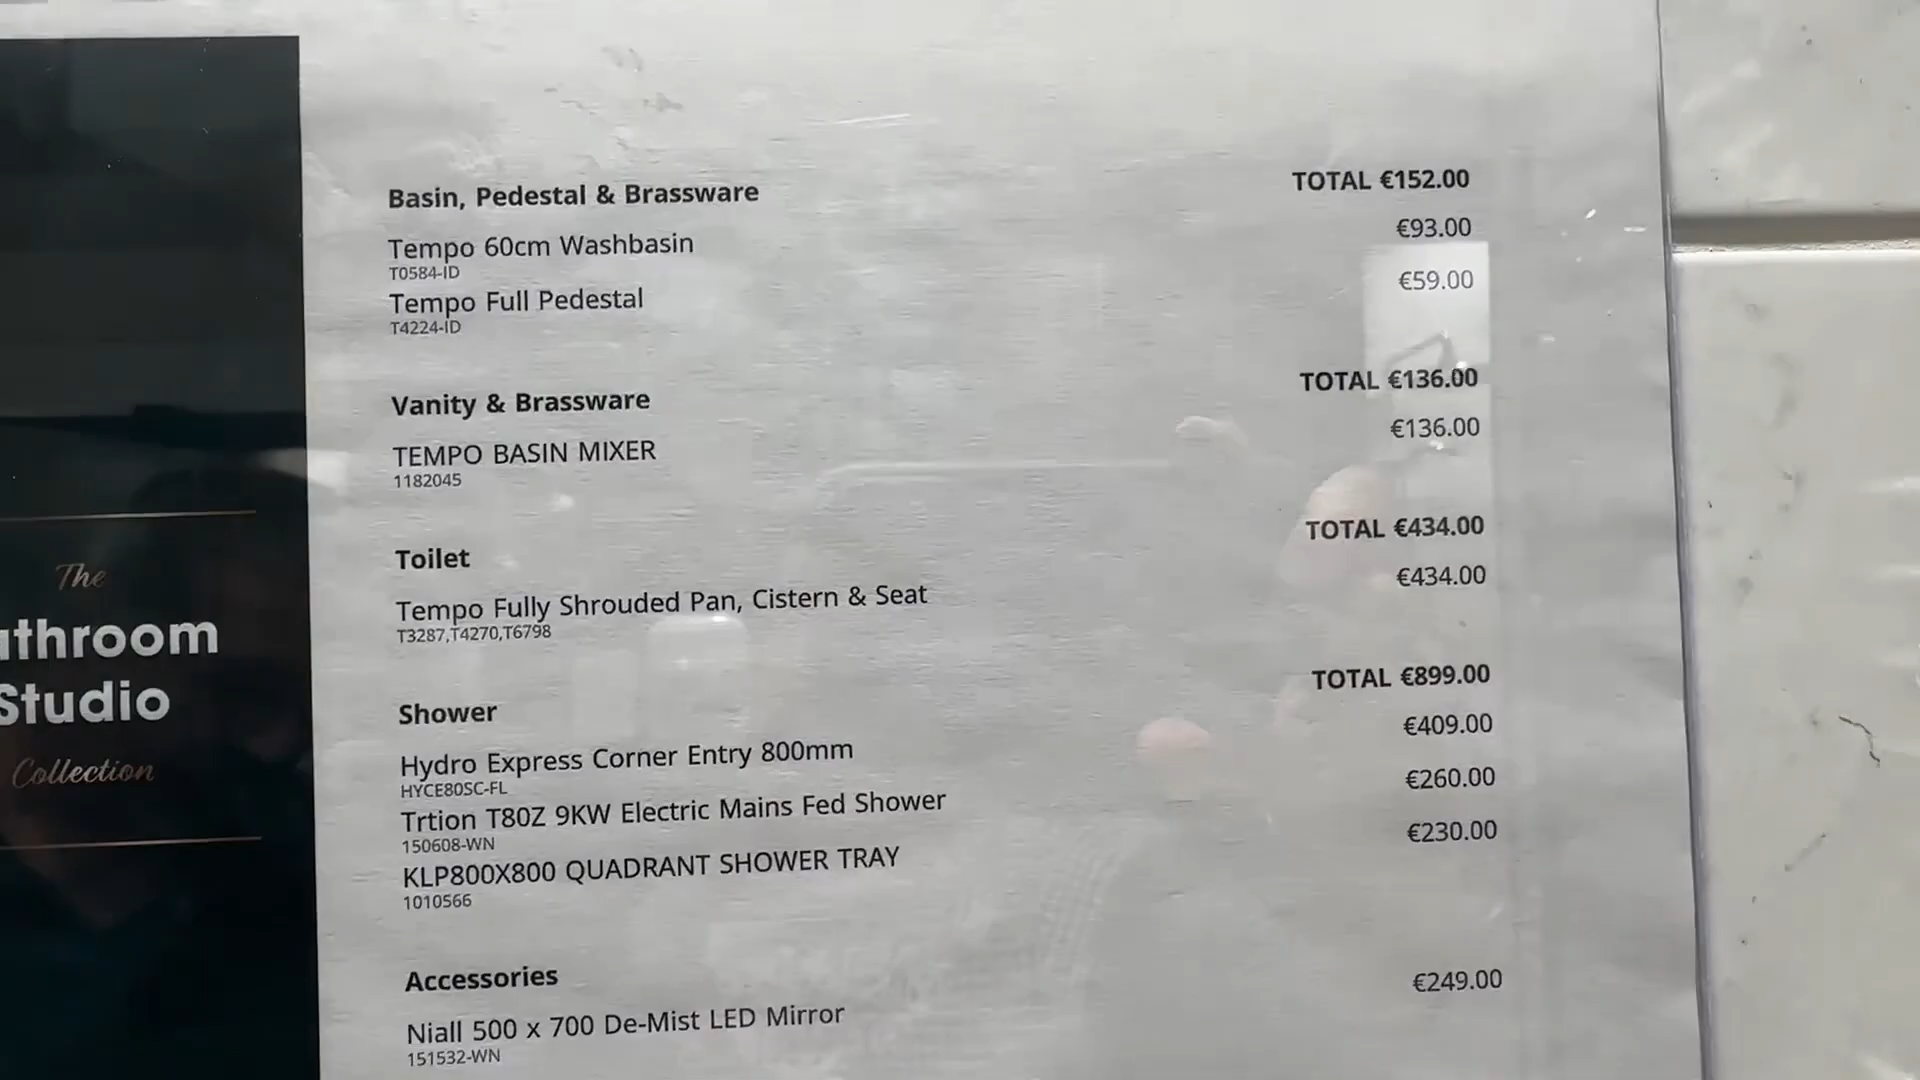 The
athroom
Studio
Collection
Basin, Pedestal & Brassware TOTAL €152.00
Tempo 60cm Washbasin €93.00
T0584-ID
Tempo Full Pedestal €59.00
T4224-ID
Vanity & Brassware TOTAL €136.00
TEMPO BASIN MIXER €136.00
1182045
Toilet TOTAL €434.00
Tempo Fully Shrouded Pan, Cistern & Seat €434.00
T3287,T4270,T6798
Shower TOTAL €899.00
Hydro Express Corner Entry 800mm €409.00
HYCE80SC-FL
Trtion T80Z 9KW Electric Mains Fed Shower €260.00
150608-WN
KLP800X800 QUADRANT SHOWER TRAY €230.00
1010566
Accessories
Niall 500 x 700 De-Mist LED Mirror €249.00
151532-WN